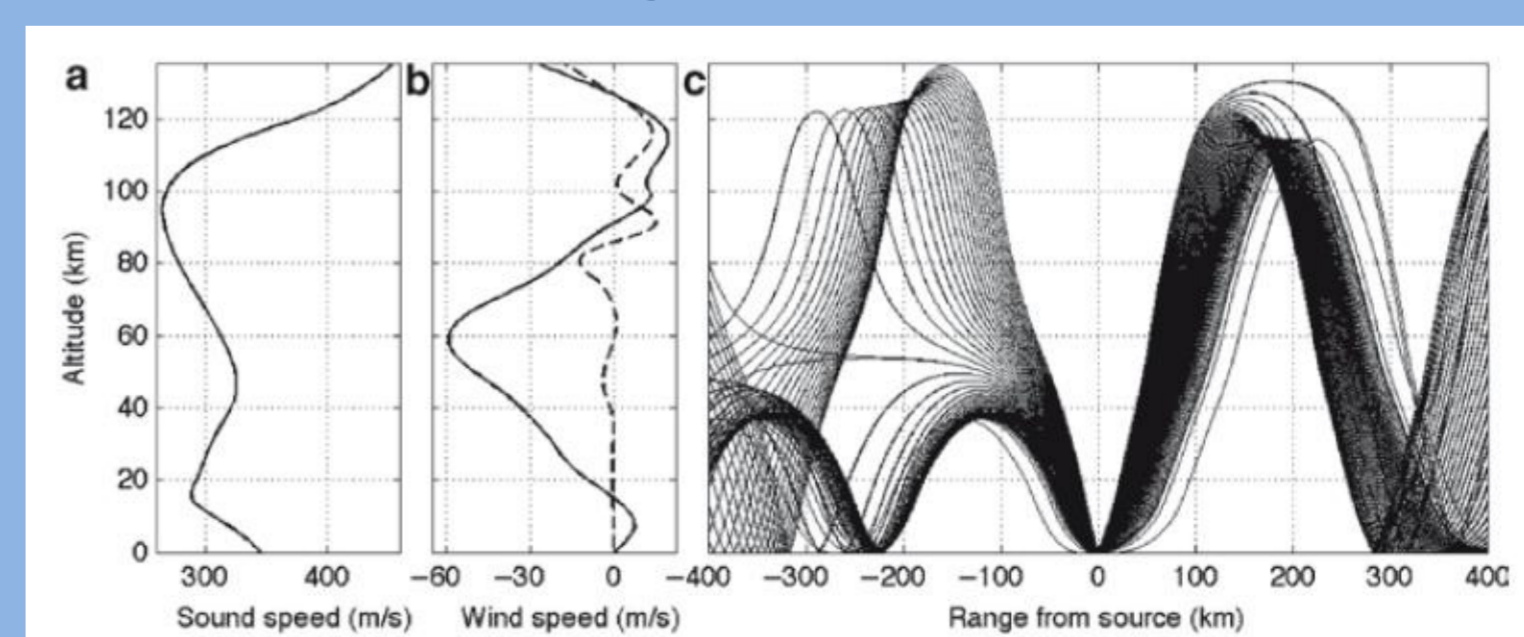 a
b
c
120
100
80
60
40
20
0
Altitude (km)
300 400
Sound speed (m/s)
−60 −30 0
Wind speed (m/s)
−400 −300 −200 −100 0 100 200 300 400
Range from source (km)